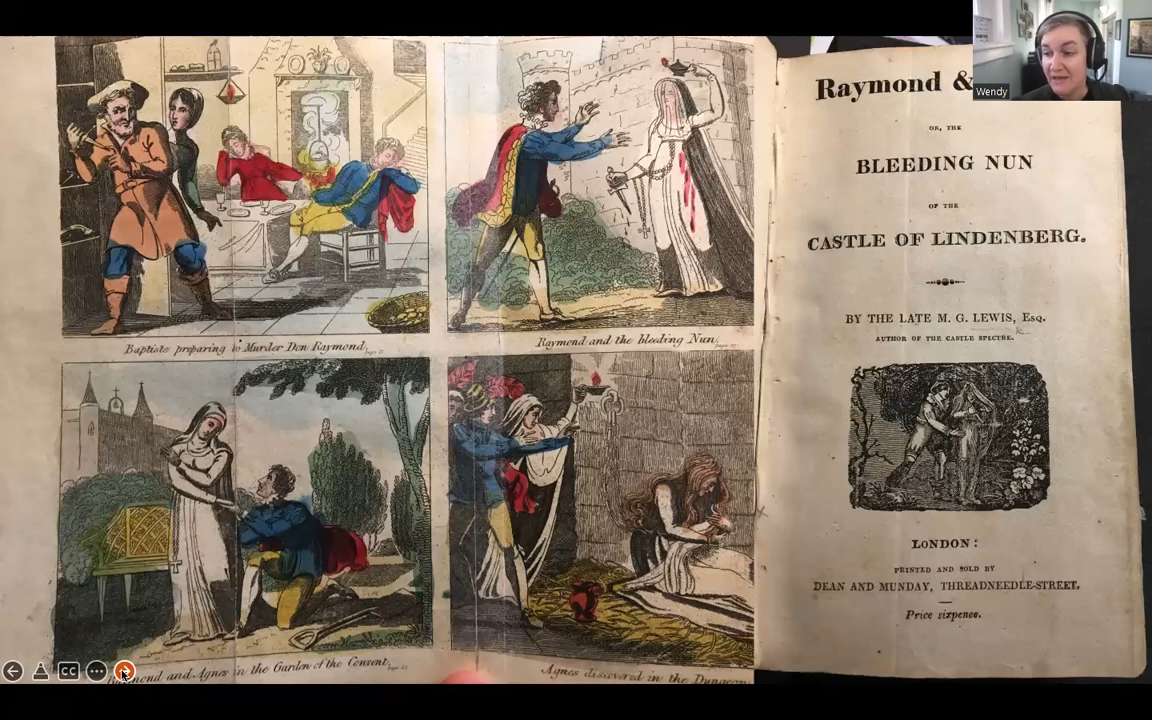 Wendy
Baptiste preparing to Murder Don Raymond.
Raymond and the bleeding Nun.
and Agnes in the Garden of the Convent.
Agnes discovered in the Dungeon
Raymond &
OR, THE
BLEEDING NUN
OF THE
CASTLE OF LINDENBERG.
BY THE LATE M. G. LEWIS, Esq.
AUTHOR OF THE CASTLE SPECTRE.
LONDON:
PRINTED AND SOLD BY
DEAN AND MUNDAY, THREADNEEDLE-STREET.
Price sixpence.
CC